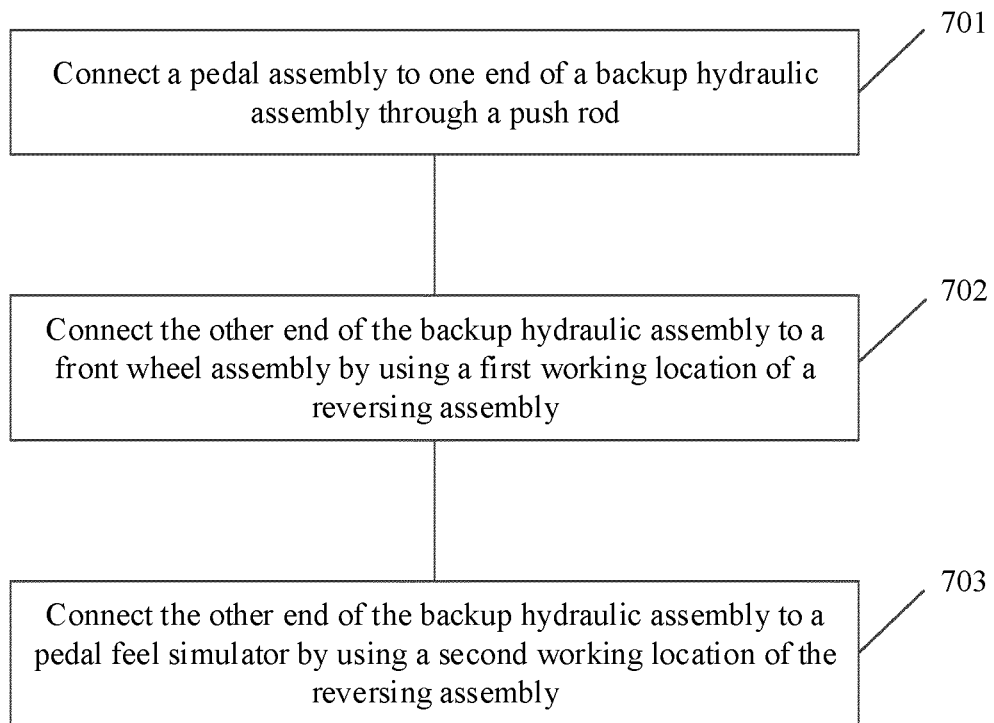 701
Connect a pedal assembly to one end of a backup hydraulic
assembly through a push rod
702
Connect the other end of the backup hydraulic assembly to a
front wheel assembly by using a first working location of a
reversing assembly
703
Connect the other end of the backup hydraulic assembly to a
pedal feel simulator by using a second working location of the
reversing assembly